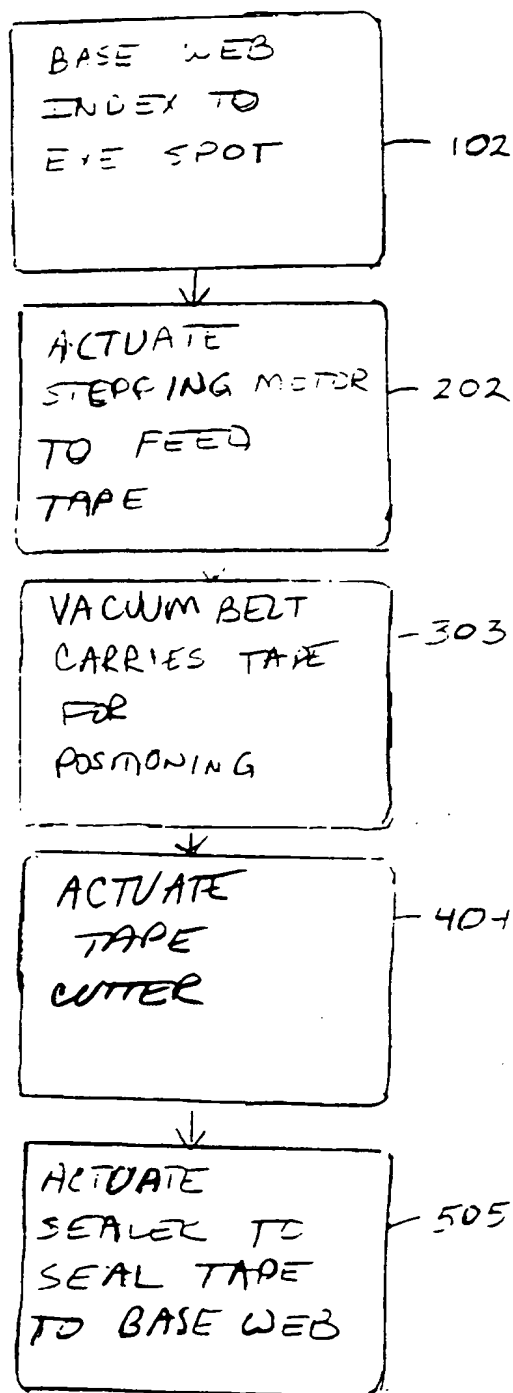 BASE WEB
INDEX TO
EYE SPOT
102
ACTUATE
STEPPING MOTOR
TO FEED
TAPE
202
VACUUM BELT
CARRIES TAPE
FOR
POSITIONING
303
ACTUATE
TAPE
CUTTER
404
ACTUATE
SEALER TO
SEAL TAPE
TO BASE WEB
505